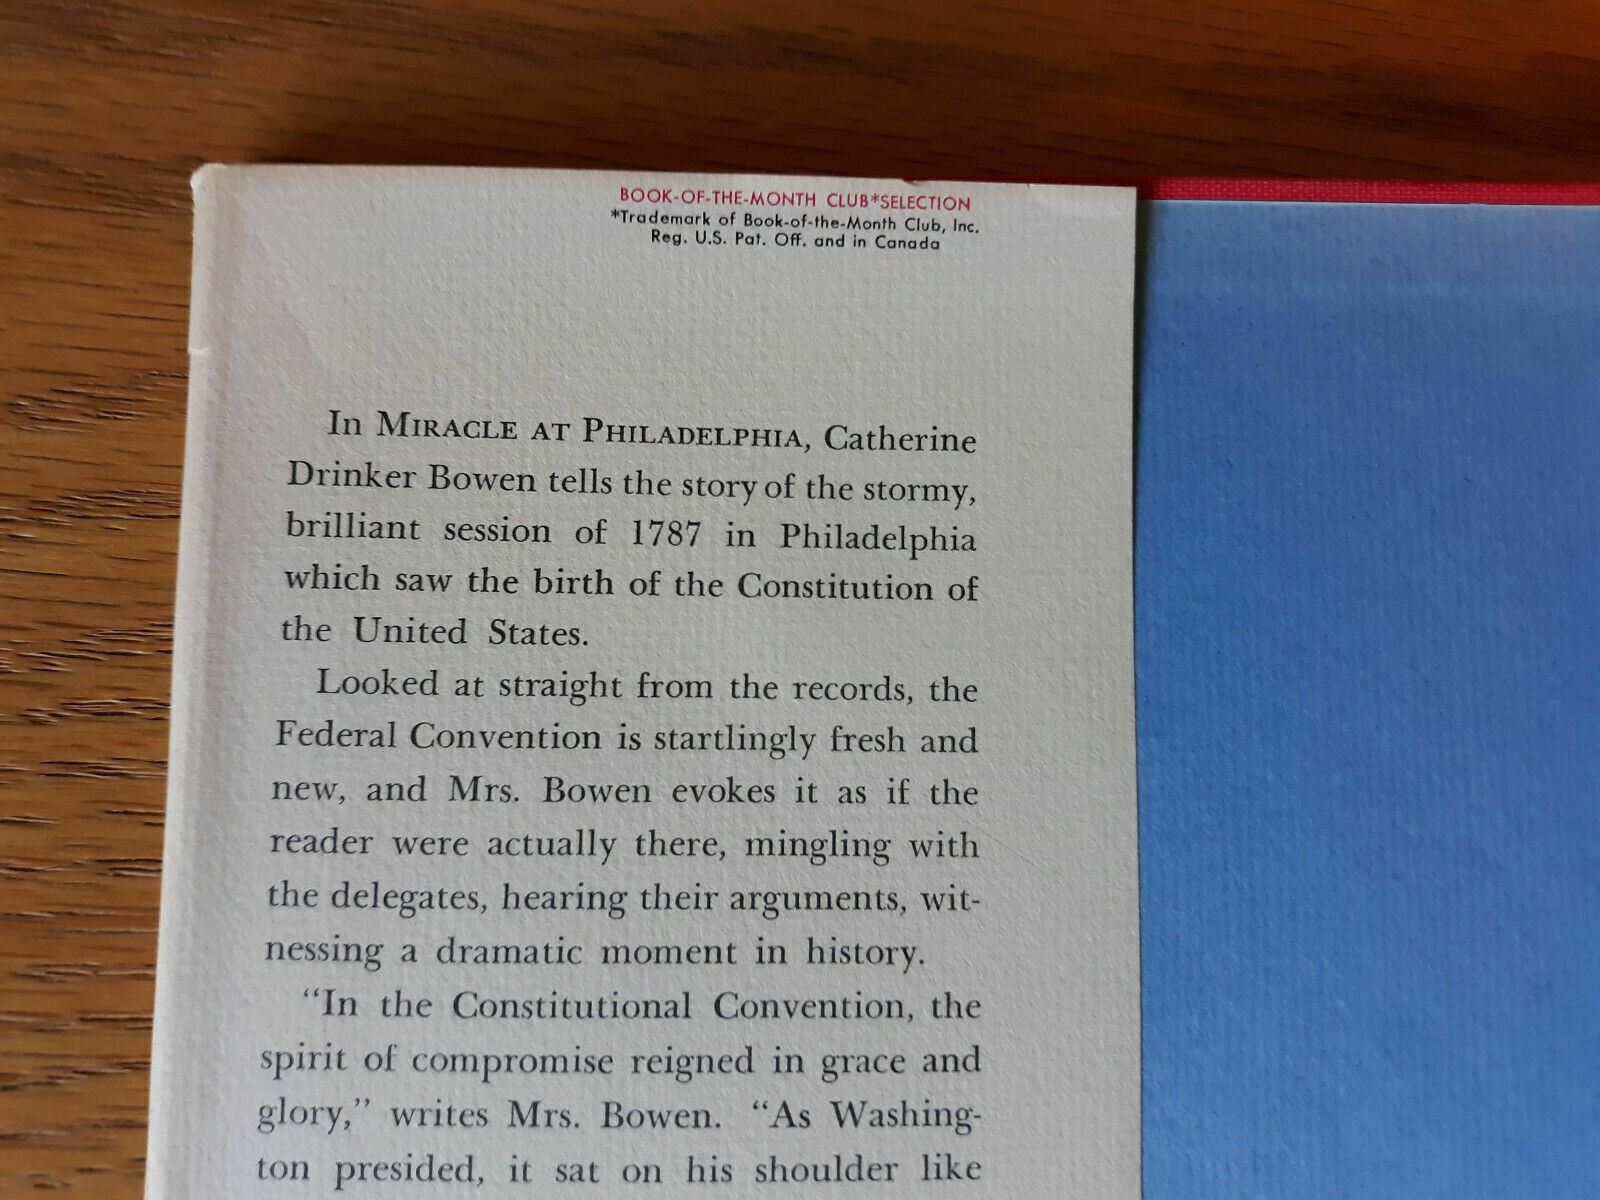 BOOK-OF-THE-MONTH CLUB*SELECTION
*Trademark of Book-of-the-Month Club, Inc.
Reg. U.S. Pat. Off. and in Canada
In MIRACLE AT PHILADELPHIA, Catherine
Drinker Bowen tells the story of the stormy,
brilliant session of 1787 in Philadelphia
which saw the birth of the Constitution of
the United States.
Looked at straight from the records, the
Federal Convention is startlingly fresh and
new, and Mrs. Bowen evokes it as if the
reader were actually there, mingling with
the delegates, hearing their arguments, wit-
nessing a dramatic moment in history.
"In the Constitutional Convention, the
spirit of compromise reigned in grace and
glory," writes Mrs. Bowen. "As Washing-
ton presided, it sat on his shoulder like